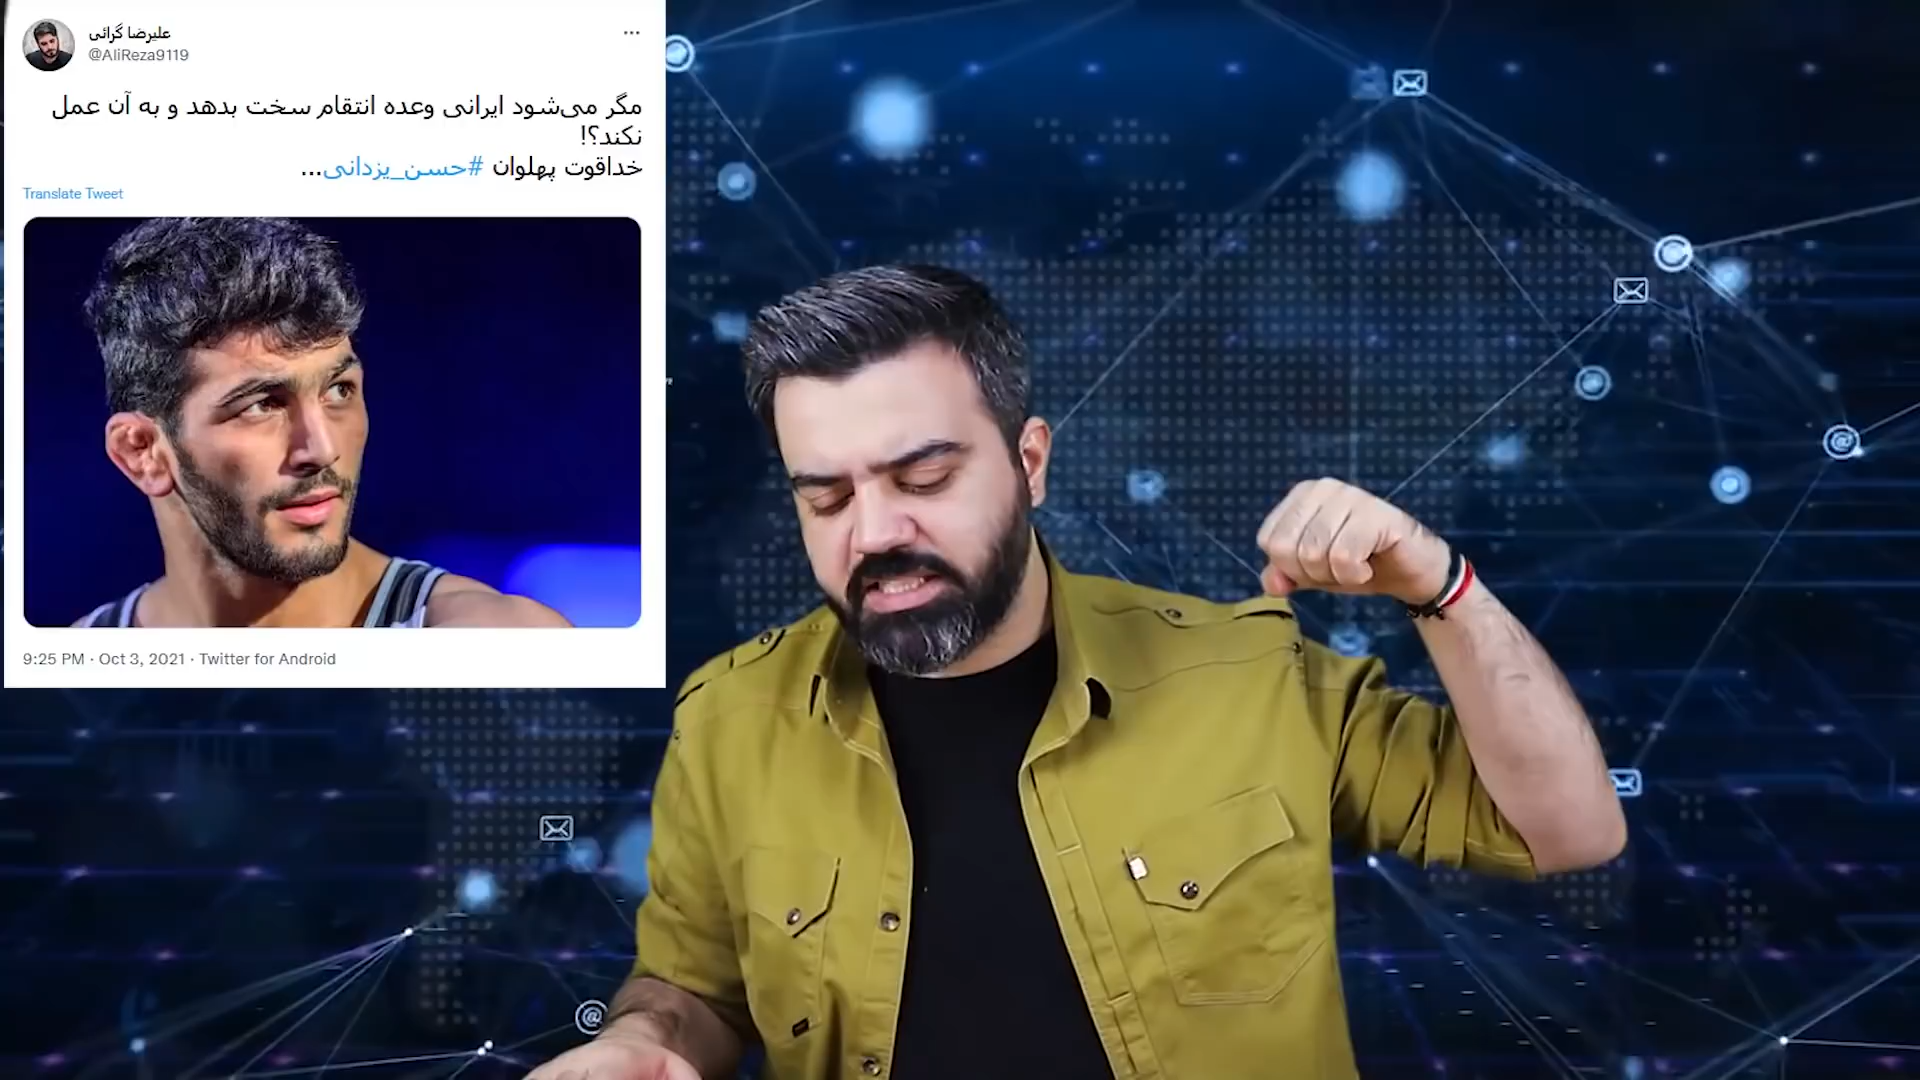 علیرضا گرائی
@AliReza9119
مگر می‌شود ایرانی وعده انتقام سخت بدهد و به آن عمل
نکند؟!
خداقوت پهلوان #حسن_یزدانی...
Translate Tweet
9:25 PM · Oct 3, 2021 · Twitter for Android